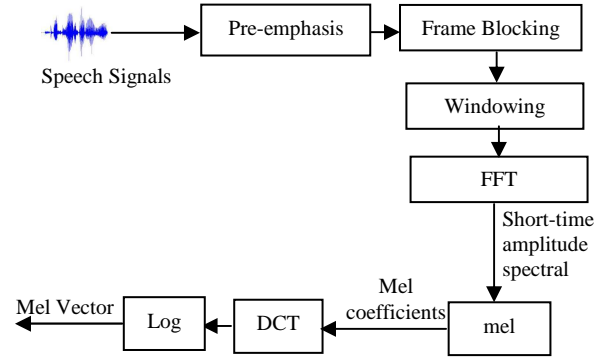 Pre-emphasis
Frame Blocking
Speech Signals
Windowing
FFT
Short-time
amplitude
spectral
Mel
coefficients
mel
DCT
Log
Mel Vector